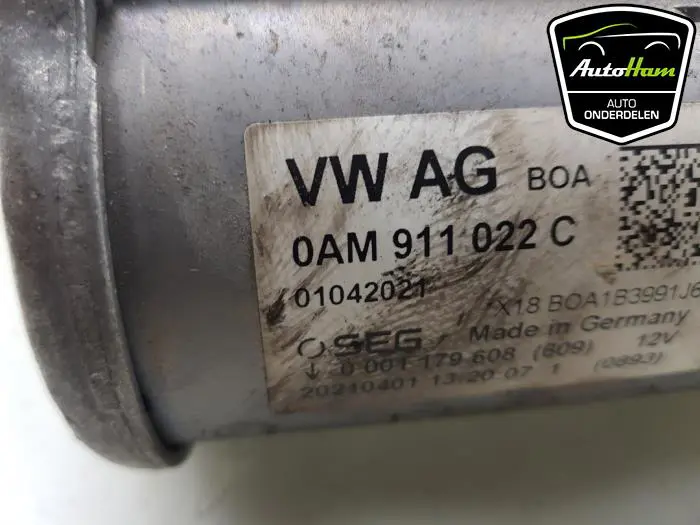 AutoHam
AUTO
ONDERDELEN
VW AG BOA
0AM 911 022 C
01042021
X18 BOA1B3991J6
SEG Made in Germany
0 001 179 608 (609) 12V
20210401 13 20 07 1 (0893)